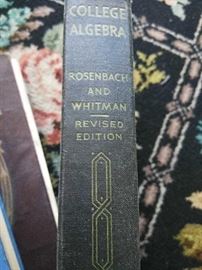 COLLEGE
ALGEBRA
ROSENBACH
AND
WHITMAN
REVISED
EDITION